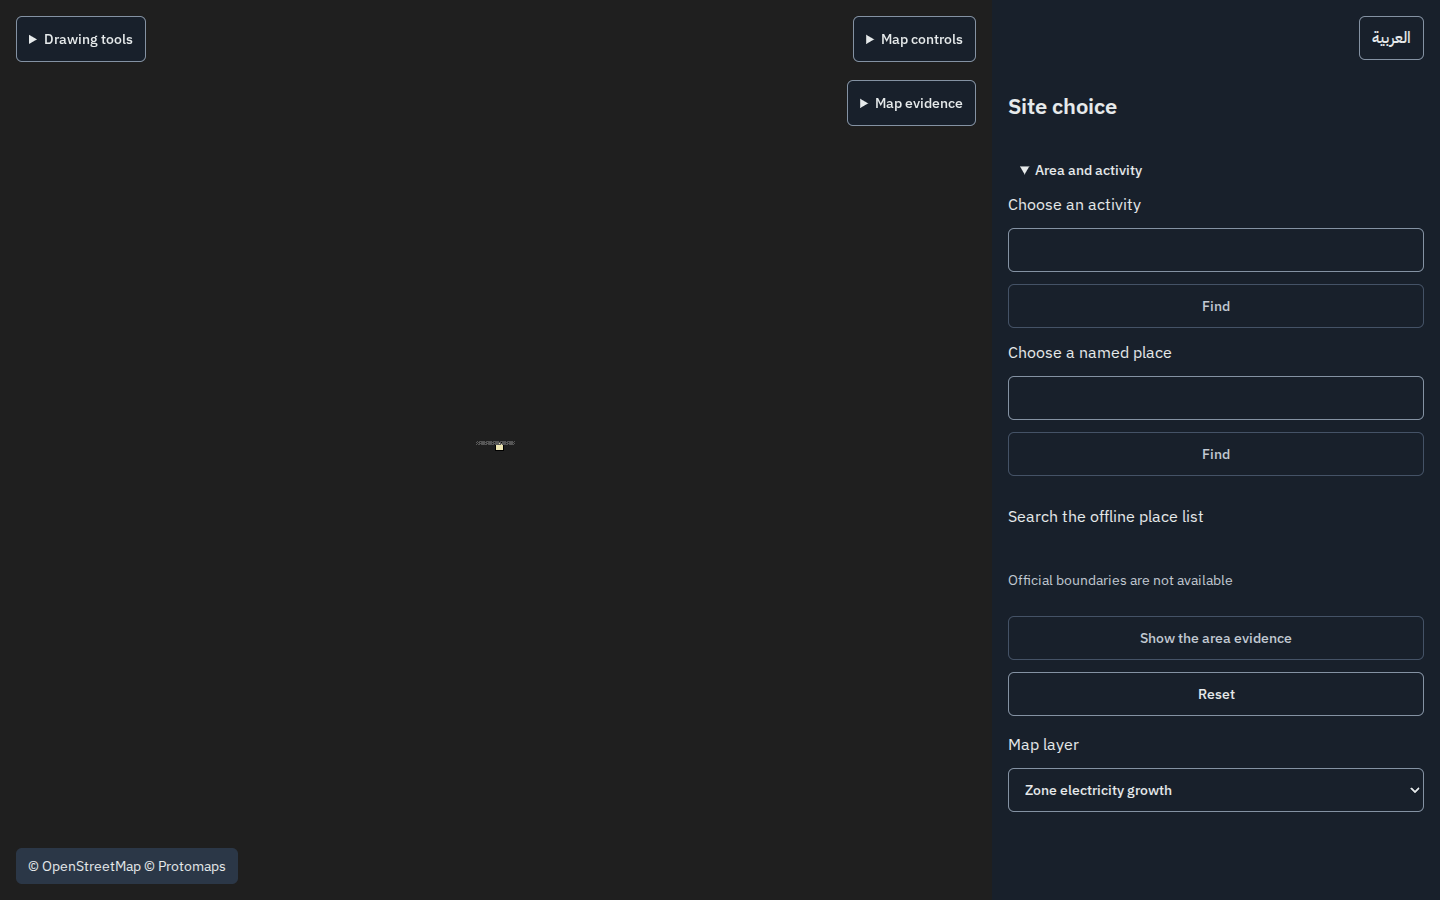 Drawing tools
Map controls
Map evidence
العربية
Site choice
Area and activity
Choose an activity
Find
Choose a named place
Find
Search the offline place list
Official boundaries are not available
Show the area evidence
Reset
Map layer
Zone electricity growth
© OpenStreetMap © Protomaps